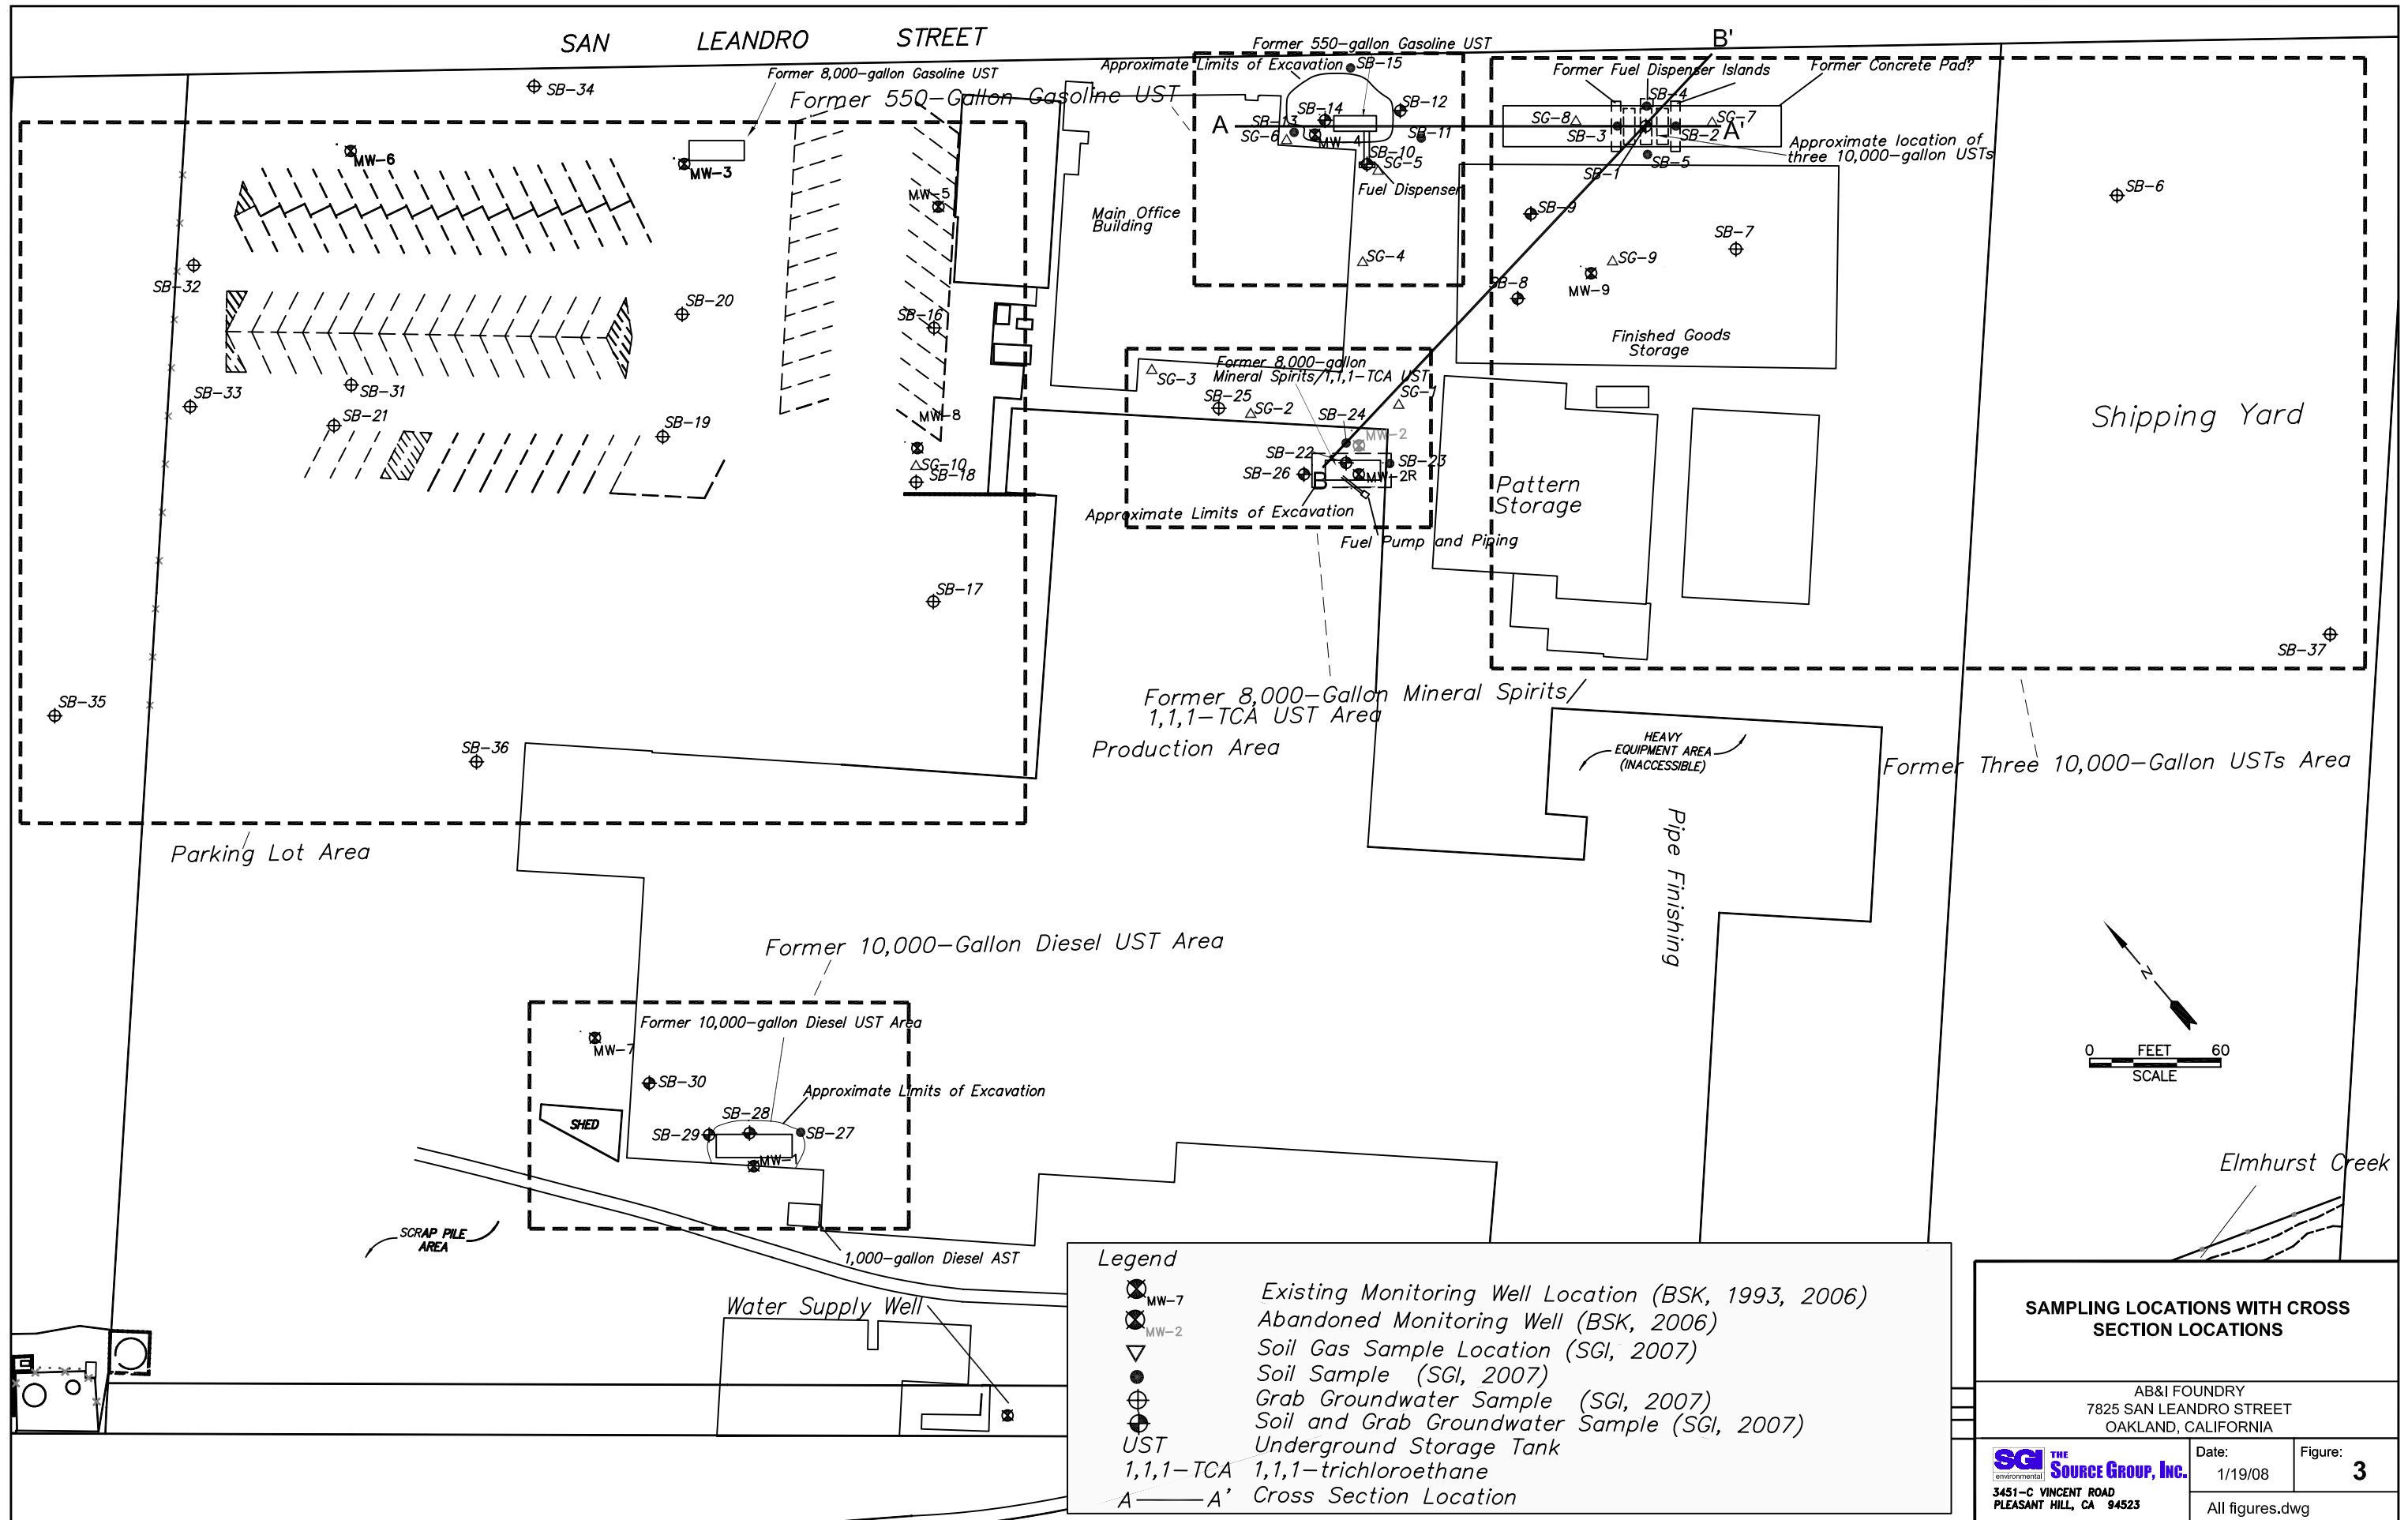 SAN LEANDRO STREET
SB-34
Former 8,000-gallon Gasoline UST
Former 550-Gallon Gasoline UST
Former 550-gallon Gasoline UST
Approximate Limits of Excavation
SB-15
SB-14
SB-12
SB-13
SG-6
MW-4
SB-11
SB-10
SG-5
Fuel Dispenser
SG-4
A
A'
B'
Former Fuel Dispenser Islands
Former Concrete Pad?
SB-4
SG-8
SG-7
SB-3
SB-2
SB-5
SB-1
Approximate location of
three 10,000-gallon USTs
SB-6
SB-9
SB-7
SG-9
MW-9
SB-8
Finished Goods
Storage
MW-6
MW-3
MW-5
Main Office
Building
SB-32
SB-20
SB-16
SB-33
SB-31
SB-21
SB-19
MW-8
SG-10
SB-18
SG-3
Former 8,000-gallon
Mineral Spirits/1,1,1-TCA UST
SB-25
SG-2
SG-1
SB-24
MW-2
SB-22
SB-23
SB-26
MW-2R
B
Approximate Limits of Excavation
Fuel Pump and Piping
Pattern
Storage
Shipping Yard
SB-17
SB-37
SB-35
SB-36
Former 8,000-Gallon Mineral Spirits/
1,1,1-TCA UST Area
Production Area
HEAVY
EQUIPMENT AREA
(INACCESSIBLE)
Former Three 10,000-Gallon USTs Area
Parking Lot Area
Pipe Finishing
Former 10,000-Gallon Diesel UST Area
Former 10,000-gallon Diesel UST Area
MW-7
SB-30
Approximate Limits of Excavation
SHED
SB-28
SB-29
SB-27
MW-1
1,000-gallon Diesel AST
SCRAP PILE
AREA
Water Supply Well
N
0 FEET 60
SCALE
Elmhurst Creek
Legend
MW-7 Existing Monitoring Well Location (BSK, 1993, 2006)
MW-2 Abandoned Monitoring Well (BSK, 2006)
Soil Gas Sample Location (SGI, 2007)
Soil Sample (SGI, 2007)
Grab Groundwater Sample (SGI, 2007)
Soil and Grab Groundwater Sample (SGI, 2007)
UST Underground Storage Tank
1,1,1-TCA 1,1,1-trichloroethane
A A' Cross Section Location
SAMPLING LOCATIONS WITH CROSS
SECTION LOCATIONS
AB&I FOUNDRY
7825 SAN LEANDRO STREET
OAKLAND, CALIFORNIA
SGI environmental THE SOURCE GROUP, INC.
3451-C VINCENT ROAD
PLEASANT HILL, CA 94523
Date:
1/19/08
Figure:
3
All figures.dwg